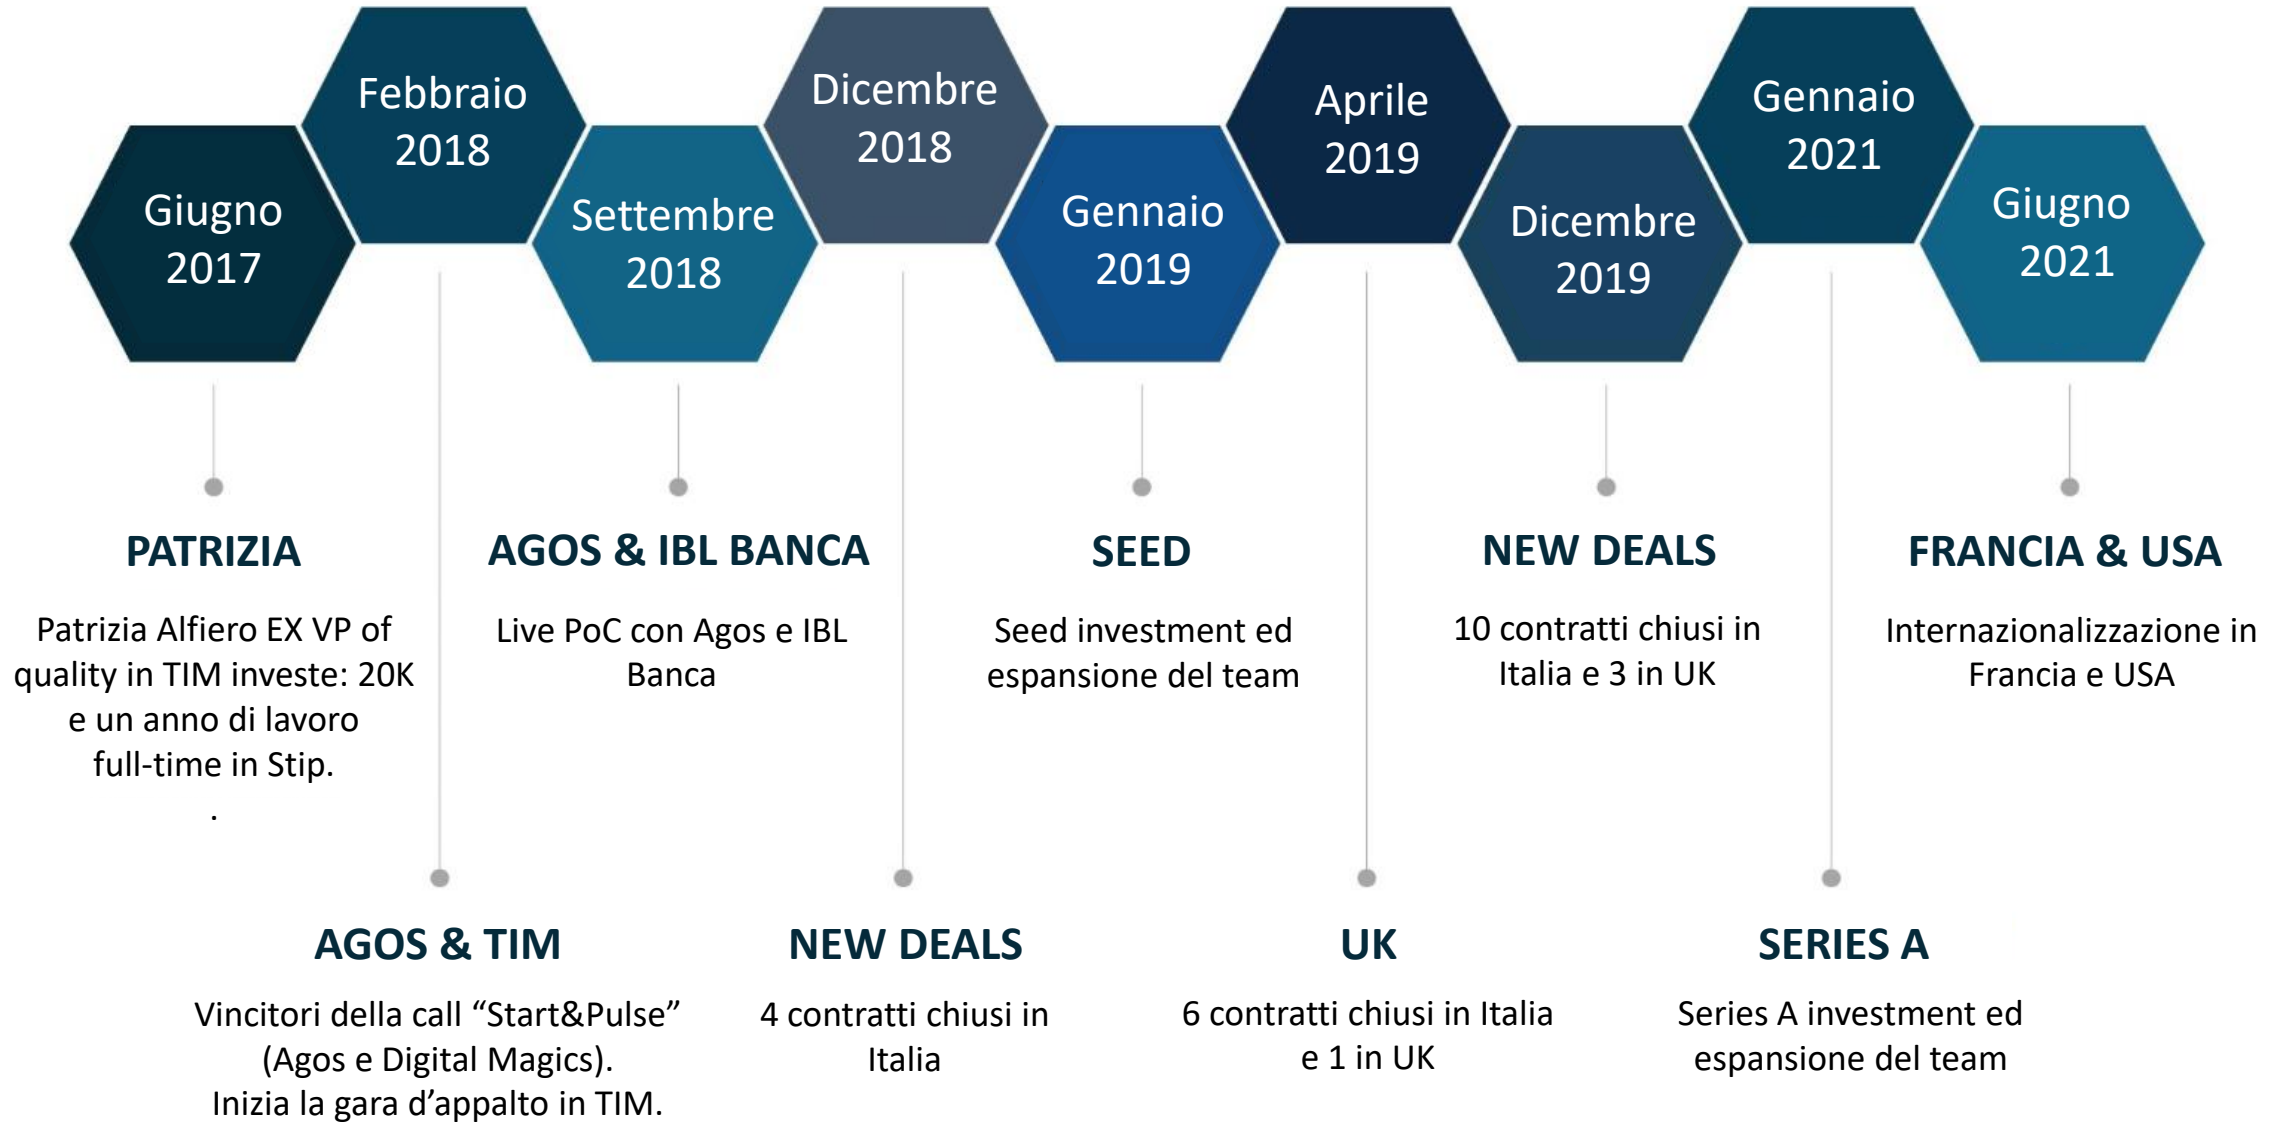 Giugno
2017
Febbraio
2018
Settembre
2018
Dicembre
2018
Gennaio
2019
Aprile
2019
Dicembre
2019
Gennaio
2021
Giugno
2021
PATRIZIA
Patrizia Alfiero EX VP of
quality in TIM investe: 20K
e un anno di lavoro
full-time in Stip.
.
AGOS & IBL BANCA
Live PoC con Agos e IBL
Banca
SEED
Seed investment ed
espansione del team
NEW DEALS
10 contratti chiusi in
Italia e 3 in UK
FRANCIA & USA
Internazionalizzazione in
Francia e USA
AGOS & TIM
Vincitori della call “Start&Pulse”
(Agos e Digital Magics).
Inizia la gara d’appalto in TIM.
NEW DEALS
4 contratti chiusi in
Italia
UK
6 contratti chiusi in Italia
e 1 in UK
SERIES A
Series A investment ed
espansione del team